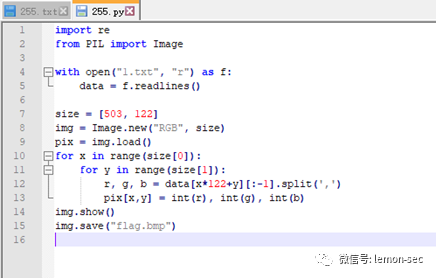 255.txt 255.py
1 import re
2 from PIL import Image
3
4 with open("1.txt", "r") as f:
5 data = f.readlines()
6
7 size = [503, 122]
8 img = Image.new("RGB", size)
9 pix = img.load()
10 for x in range(size[0]):
11 for y in range(size[1]):
12 r, g, b = data[x*122+y][:-1].split(',')
13 pix[x,y] = int(r), int(g), int(b)
14 img.show()
15 img.save("flag.bmp")
16
微信号: lemon-sec